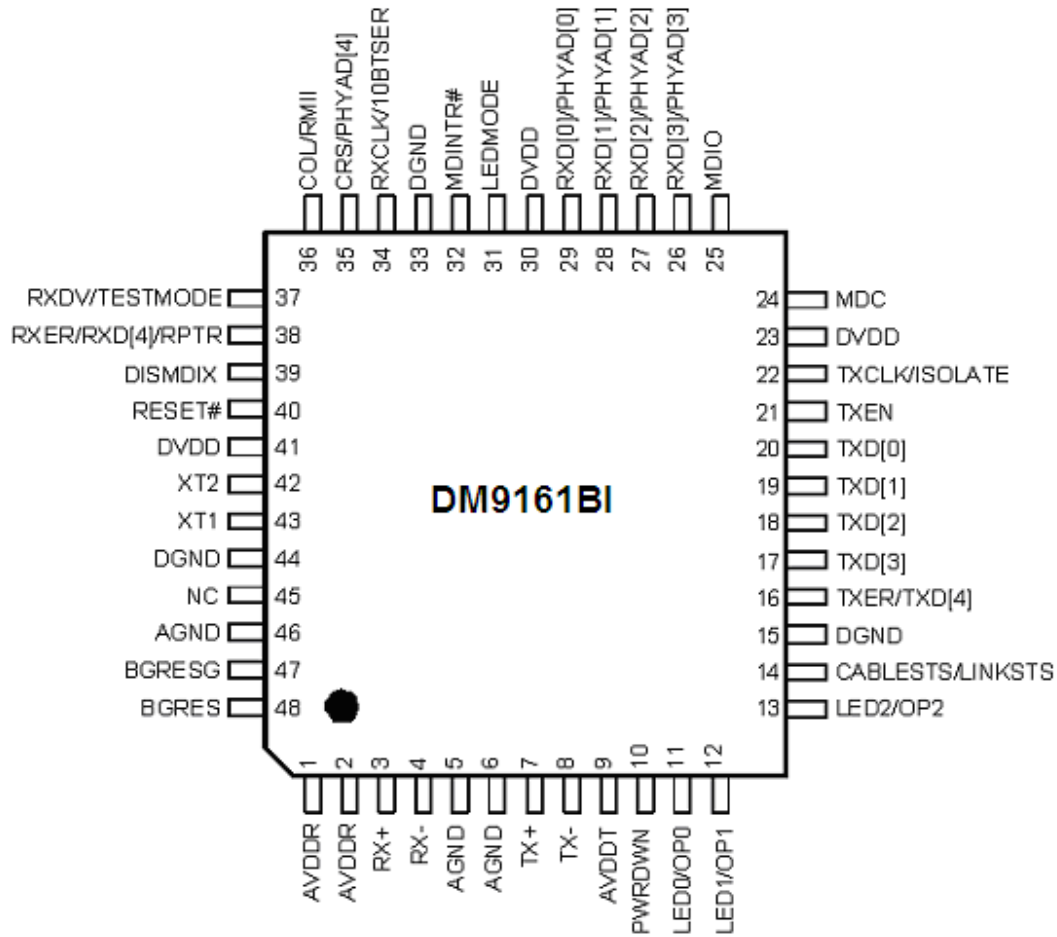 COL/RMII
CRS/PHYAD[4]
RXCLK/10BTSER
DGND
MDINTR#
LEDMODE
DVDD
RXD[0]/PHYAD[0]
RXD[1]/PHYAD[1]
RXD[2]/PHYAD[2]
RXD[3]/PHYAD[3]
MDIO
36
35
34
33
32
31
30
29
28
27
26
25
RXDV/TESTMODE 37
RXER/RXD[4]/RPTR 38
DISMDIX 39
RESET# 40
DVDD 41
XT2 42
XT1 43
DGND 44
NC 45
AGND 46
BGRESG 47
BGRES 48
DM9161BI
24 MDC
23 DVDD
22 TXCLK/ISOLATE
21 TXEN
20 TXD[0]
19 TXD[1]
18 TXD[2]
17 TXD[3]
16 TXER/TXD[4]
15 DGND
14 CABLESTS/LINKSTS
13 LED2/OP2
1
2
3
4
5
6
7
8
9
10
11
12
AVDDR
AVDDR
RX+
RX-
AGND
AGND
TX+
TX-
AVDDT
PWRDWN
LED0/OP0
LED1/OP1